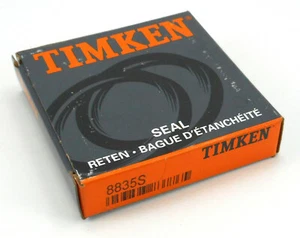 TIMKEN
SEAL
RETEN • BAGUE D'ÉTANCHÉITÉ
8835S
TIMKEN